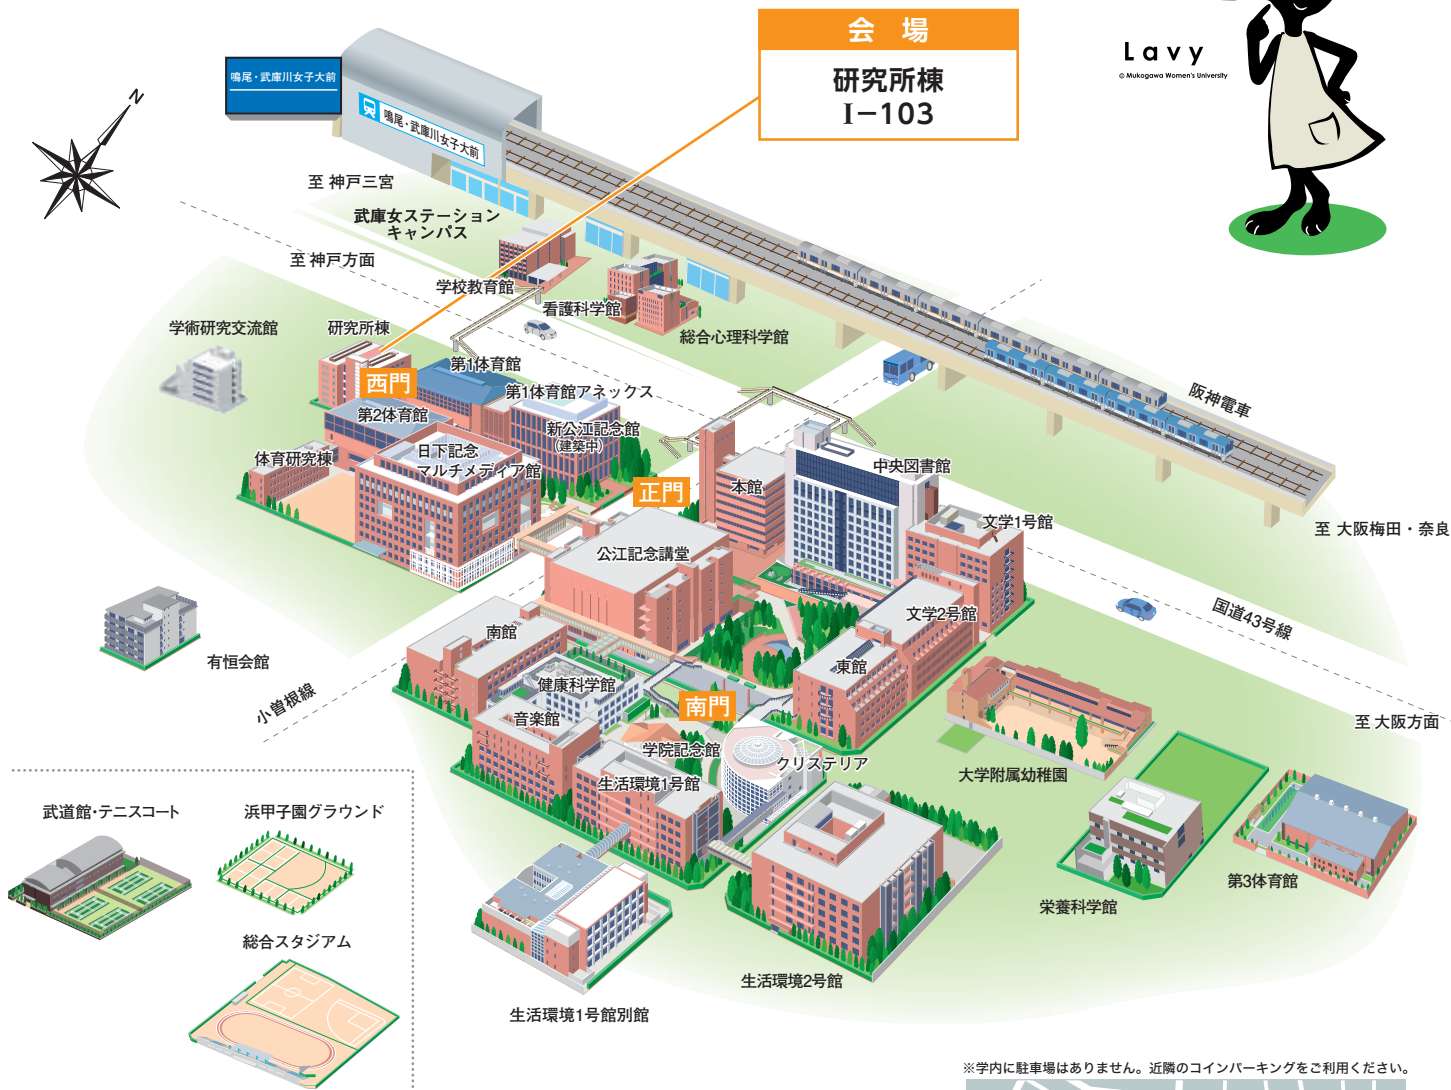 会 場
研究所棟
I−103
Lavy
© Mukogawa Women's University
鳴尾・武庫川女子大前
鳴尾・武庫川女子大前
N
至 神戸三宮
武庫女ステーション
キャンパス
至 神戸方面
学校教育館
看護科学館
総合心理科学館
学術研究交流館
研究所棟
西門
第1体育館
第1体育館アネックス
第2体育館
新公江記念館
(建築中)
体育研究棟
日下記念
マルチメディア館
阪神電車
中央図書館
本館
正門
文学1号館
至 大阪梅田・奈良
公江記念講堂
国道43号線
文学2号館
南館
東館
有恒会館
健康科学館
小曽根線
南門
音楽館
学院記念館
クリステリア
至 大阪方面
大学附属幼稚園
生活環境1号館
武道館・テニスコート
浜甲子園グラウンド
第3体育館
栄養科学館
総合スタジアム
生活環境2号館
生活環境1号館別館
※学内に駐車場はありません。近隣のコインパーキングをご利用ください。